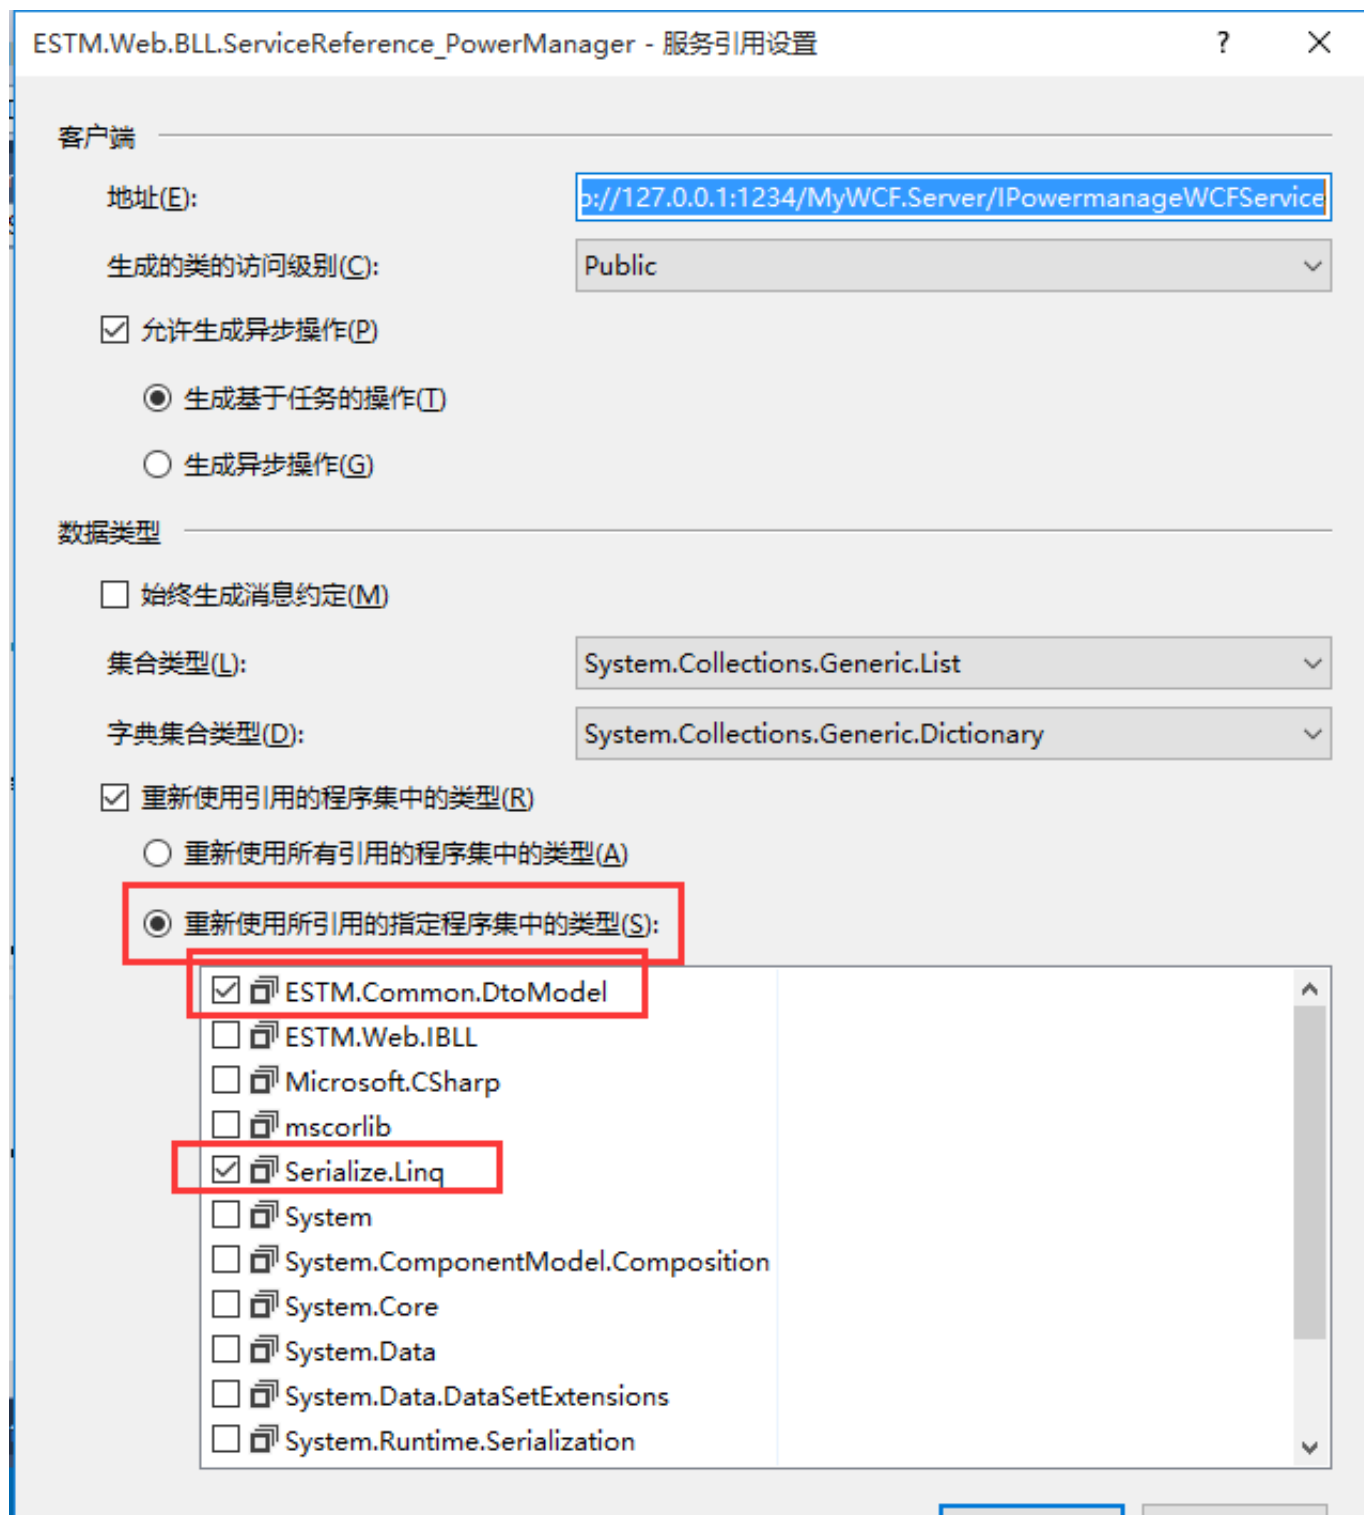 ESTM.Web.BLL.ServiceReference_PowerManager - 服务引用设置
客户端
地址(E):
p://127.0.0.1:1234/MyWCF.Server/IPowermanageWCFService
生成的类的访问级别(C):
Public
允许生成异步操作(P)
生成基于任务的操作(T)
生成异步操作(G)
数据类型
始终生成消息约定(M)
集合类型(L):
System.Collections.Generic.List
字典集合类型(D):
System.Collections.Generic.Dictionary
重新使用引用的程序集中的类型(R)
重新使用所有引用的程序集中的类型(A)
重新使用所引用的指定程序集中的类型(S):
ESTM.Common.DtoModel
ESTM.Web.IBLL
Microsoft.CSharp
mscorlib
Serialize.Linq
System
System.ComponentModel.Composition
System.Core
System.Data
System.Data.DataSetExtensions
System.Runtime.Serialization